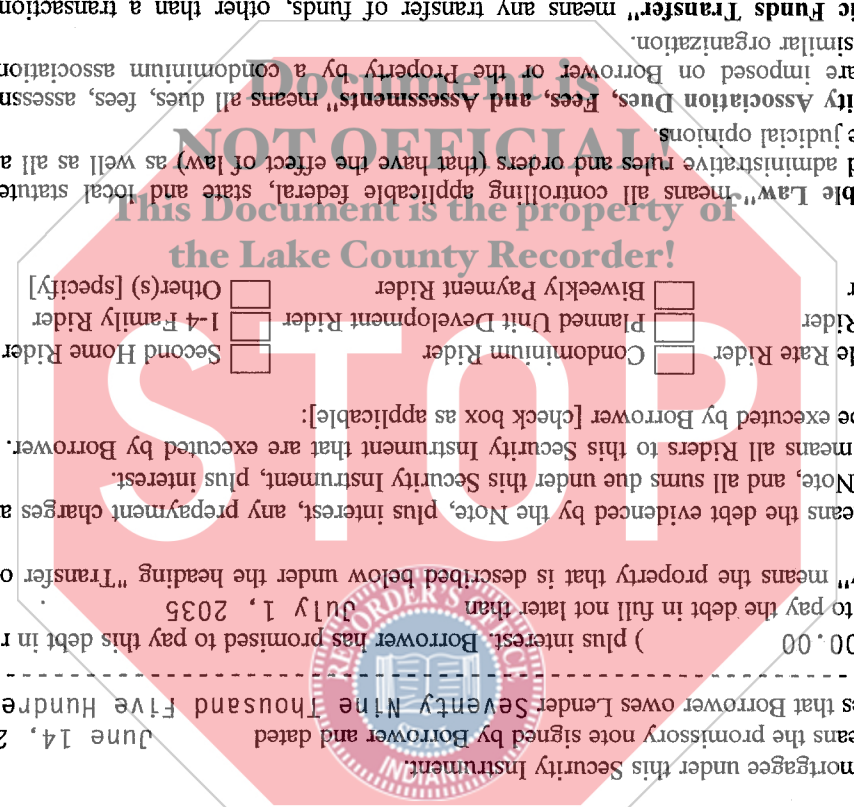 nortgagee under this Security Instrument.
eans the promissory note signed by Borrower and dated June 14, 2
es that Borrower owes Lender Seventy Nine Thousand Five Hundre
00.00 ) plus interest. Borrower has promised to pay this debt in r
to pay the debt in full not later than July 1, 2035 .
y" means the property that is described below under the heading "Transfer o
eans the debt evidenced by the Note, plus interest, any prepayment charges a
Note, and all sums due under this Security Instrument, plus interest.
means all Riders to this Security Instrument that are executed by Borrower.
be executed by Borrower [check box as applicable]:
le Rate Rider Condominium Rider Second Home Rider
Rider Planned Unit Development Rider 1-4 Family Rider
r Biweekly Payment Rider Other(s) [specify]
ble Law" means all controlling applicable federal, state and local statute
d administrative rules and orders (that have the effect of law) as well as all a
e judicial opinions.
ity Association Dues, Fees, and Assessments" means all dues, fees, assessn
are imposed on Borrower or the Property by a condominium association
similar organization.
ic Funds Transfer" means any transfer of funds, other than a transaction
Document is
NOT OFFICIAL!
This Document is the property of
the Lake County Recorder!
STOP
RECORDER'S OFFICE
INDIANA